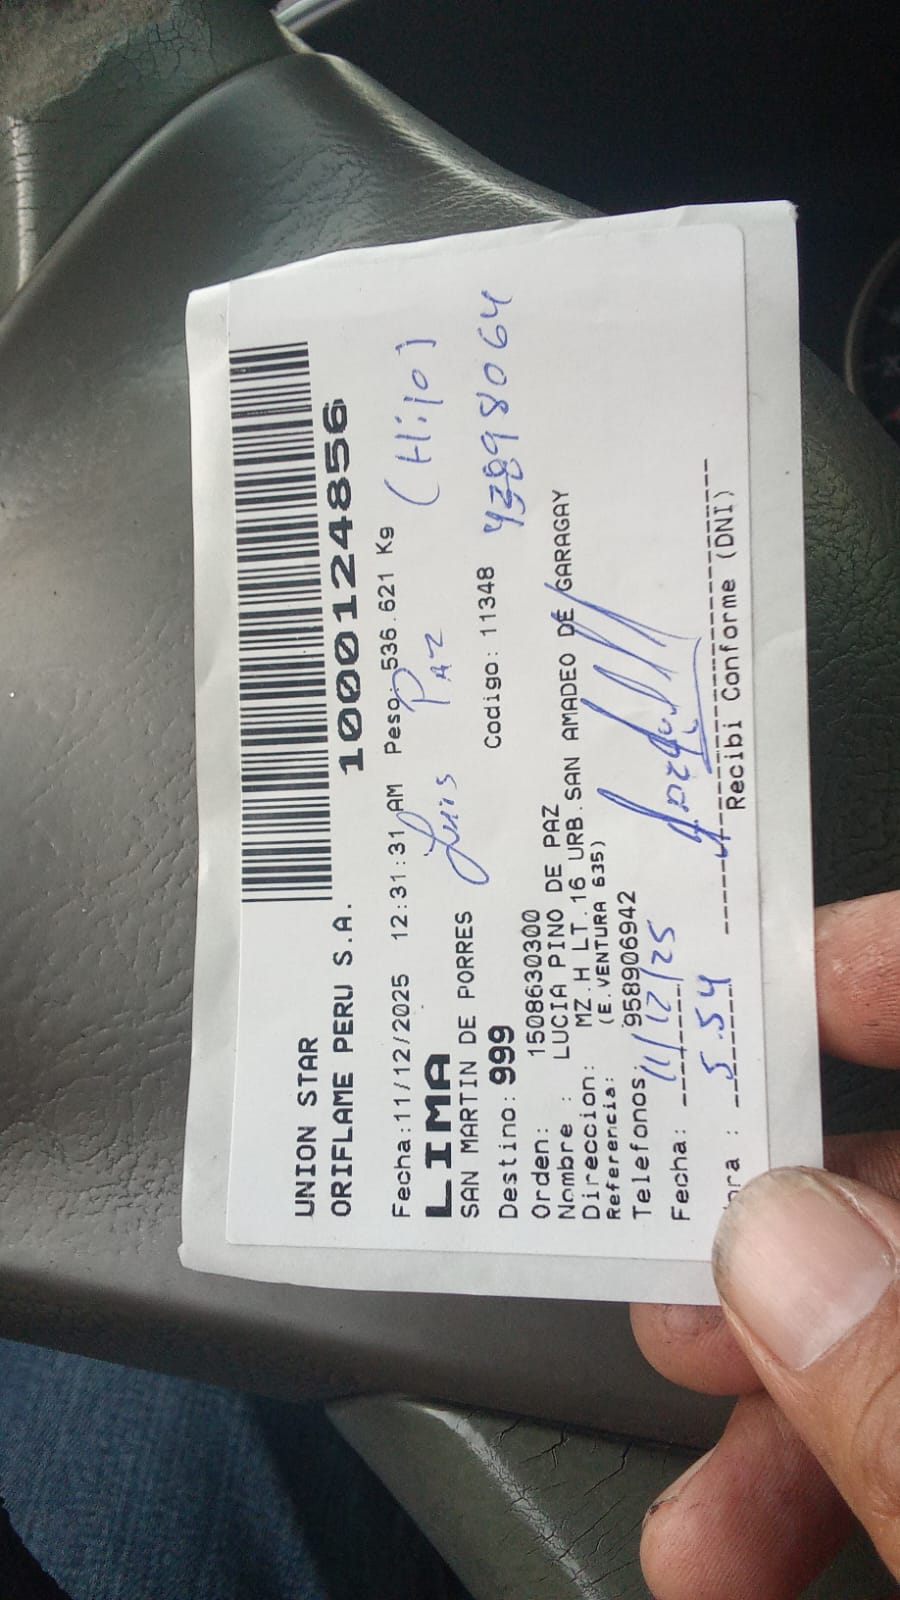 UNION STAR
ORIFLAME PERU S.A.
1000124856
Fecha:11/12/2025 12:31:31 AM Peso: 536.621 Kg
LIMA
Luis PAZ (Hijo)
SAN MARTIN DE PORRES
Destino: 999 Codigo: 11348
43898064
Orden: 1508630300
Nombre : LUCIA PINO DE PAZ
Direccion: MZ.H LT.16 URB.SAN AMADEO DE GARAGAY
Referencia: (E.VENTURA 635)
Telefonos: 958906942
Fecha: 11/12/25
Hora : 5.54
Recibi Conforme (DNI)